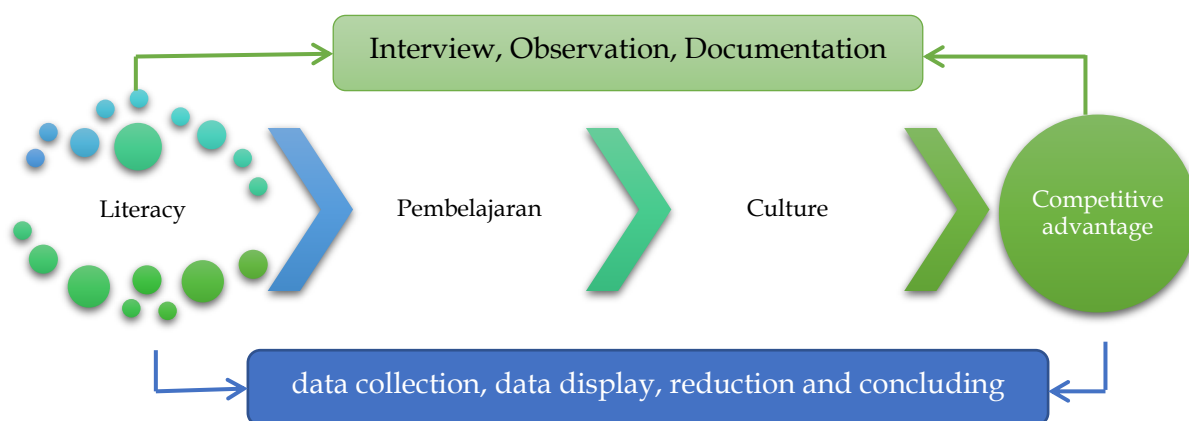 Interview, Observation, Documentation
Literacy
Pembelajaran
Culture
Competitive
advantage
data collection, data display, reduction and concluding